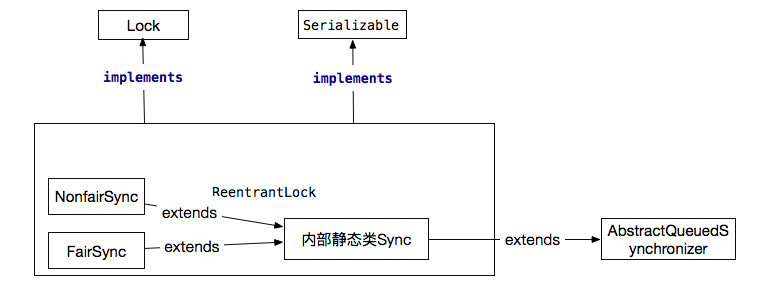 Lock
Serializable
implements
implements
ReentrantLock
NonfairSync
extends
FairSync
extends
内部静态类Sync
extends
AbstractQueuedS
ynchronizer